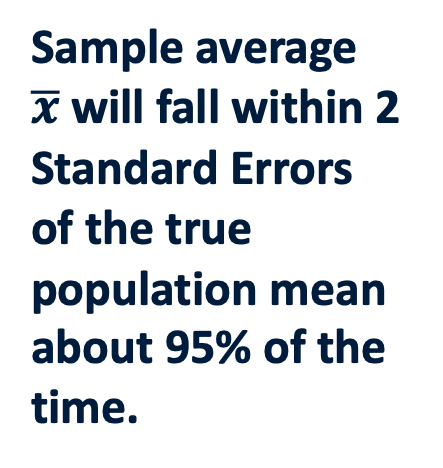 Sample average
x̅ will fall within 2
Standard Errors
of the true
population mean
about 95% of the
time.